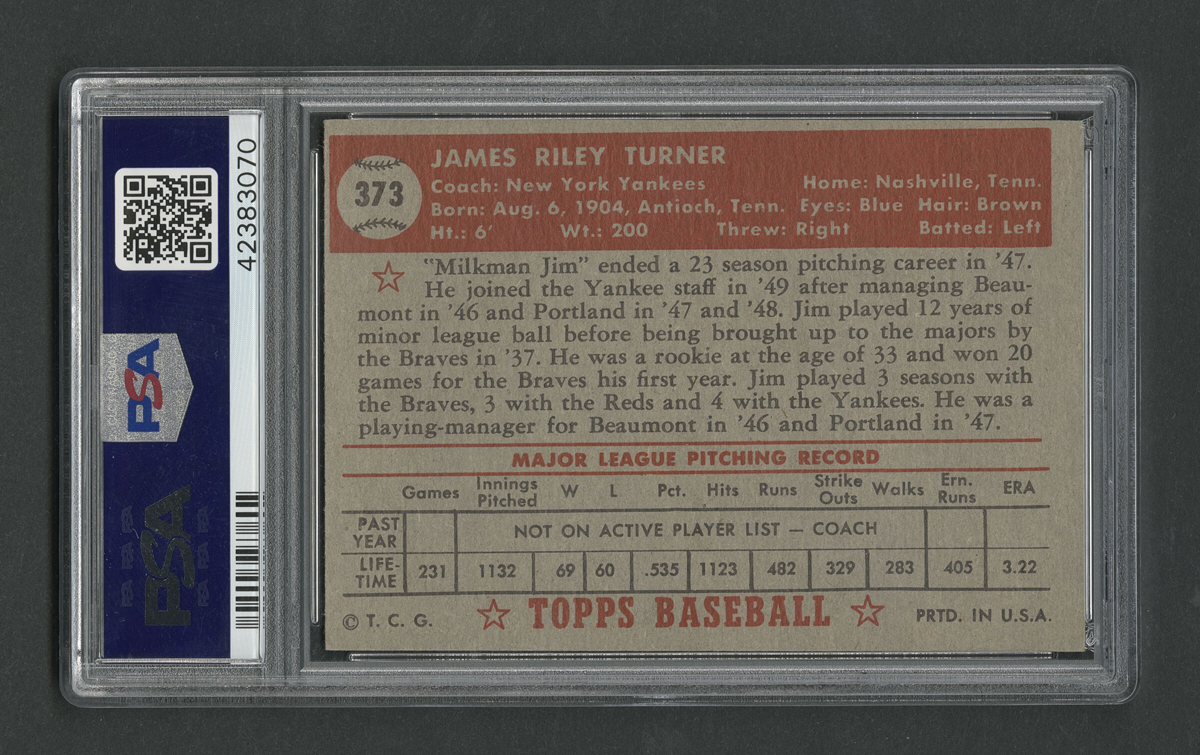 42383070
PSA
PSA
373
JAMES RILEY TURNER
Coach: New York Yankees Home: Nashville, Tenn.
Born: Aug. 6, 1904, Antioch, Tenn. Eyes: Blue Hair: Brown
Ht.: 6' Wt.: 200 Threw: Right Batted: Left
"Milkman Jim" ended a 23 season pitching career in '47.
He joined the Yankee staff in '49 after managing Beau-
mont in '46 and Portland in '47 and '48. Jim played 12 years of
minor league ball before being brought up to the majors by
the Braves in '37. He was a rookie at the age of 33 and won 20
games for the Braves his first year. Jim played 3 seasons with
the Braves, 3 with the Reds and 4 with the Yankees. He was a
playing-manager for Beaumont in '46 and Portland in '47.
MAJOR LEAGUE PITCHING RECORD
Games Innings Pitched W L Pct. Hits Runs Strike Outs Walks Ern. Runs ERA
PAST YEAR NOT ON ACTIVE PLAYER LIST — COACH
LIFE-TIME 231 1132 69 60 .535 1123 482 329 283 405 3.22
© T. C. G. TOPPS BASEBALL PRTD. IN U.S.A.